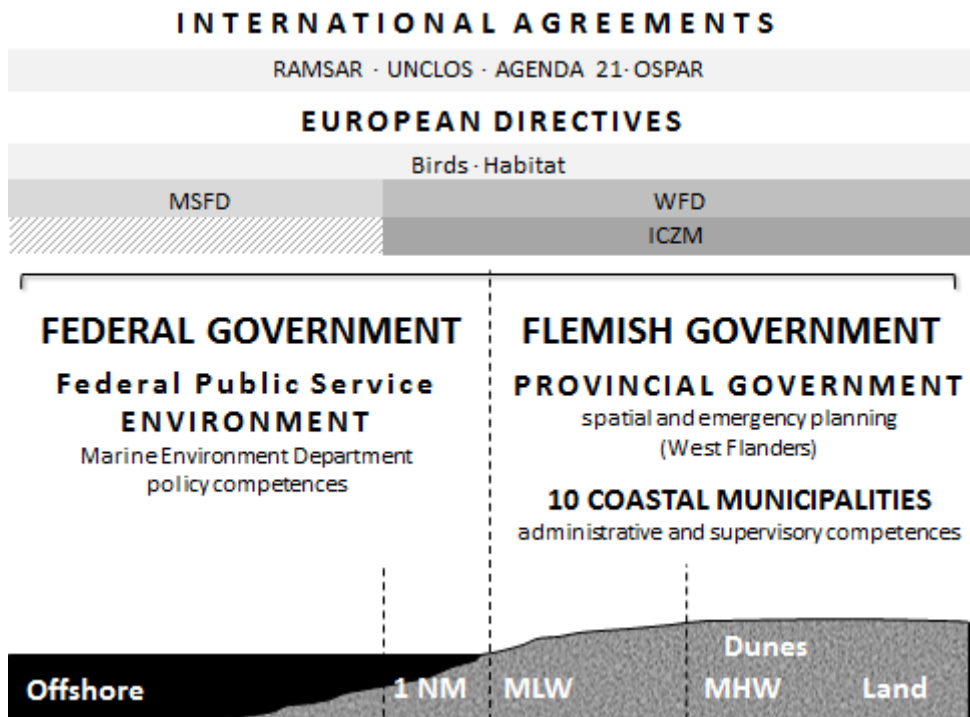 INTERNATIONAL AGREEMENTS
RAMSAR · UNCLOS · AGENDA 21· OSPAR
EUROPEAN DIRECTIVES
Birds · Habitat
MSFD
WFD
ICZM
FEDERAL GOVERNMENT
Federal Public Service
ENVIRONMENT
Marine Environment Department
policy competences
FLEMISH GOVERNMENT
PROVINCIAL GOVERNMENT
spatial and emergency planning
(West Flanders)
10 COASTAL MUNICIPALITIES
administrative and supervisory competences
Dunes
Offshore
1 NM
MLW
MHW
Land